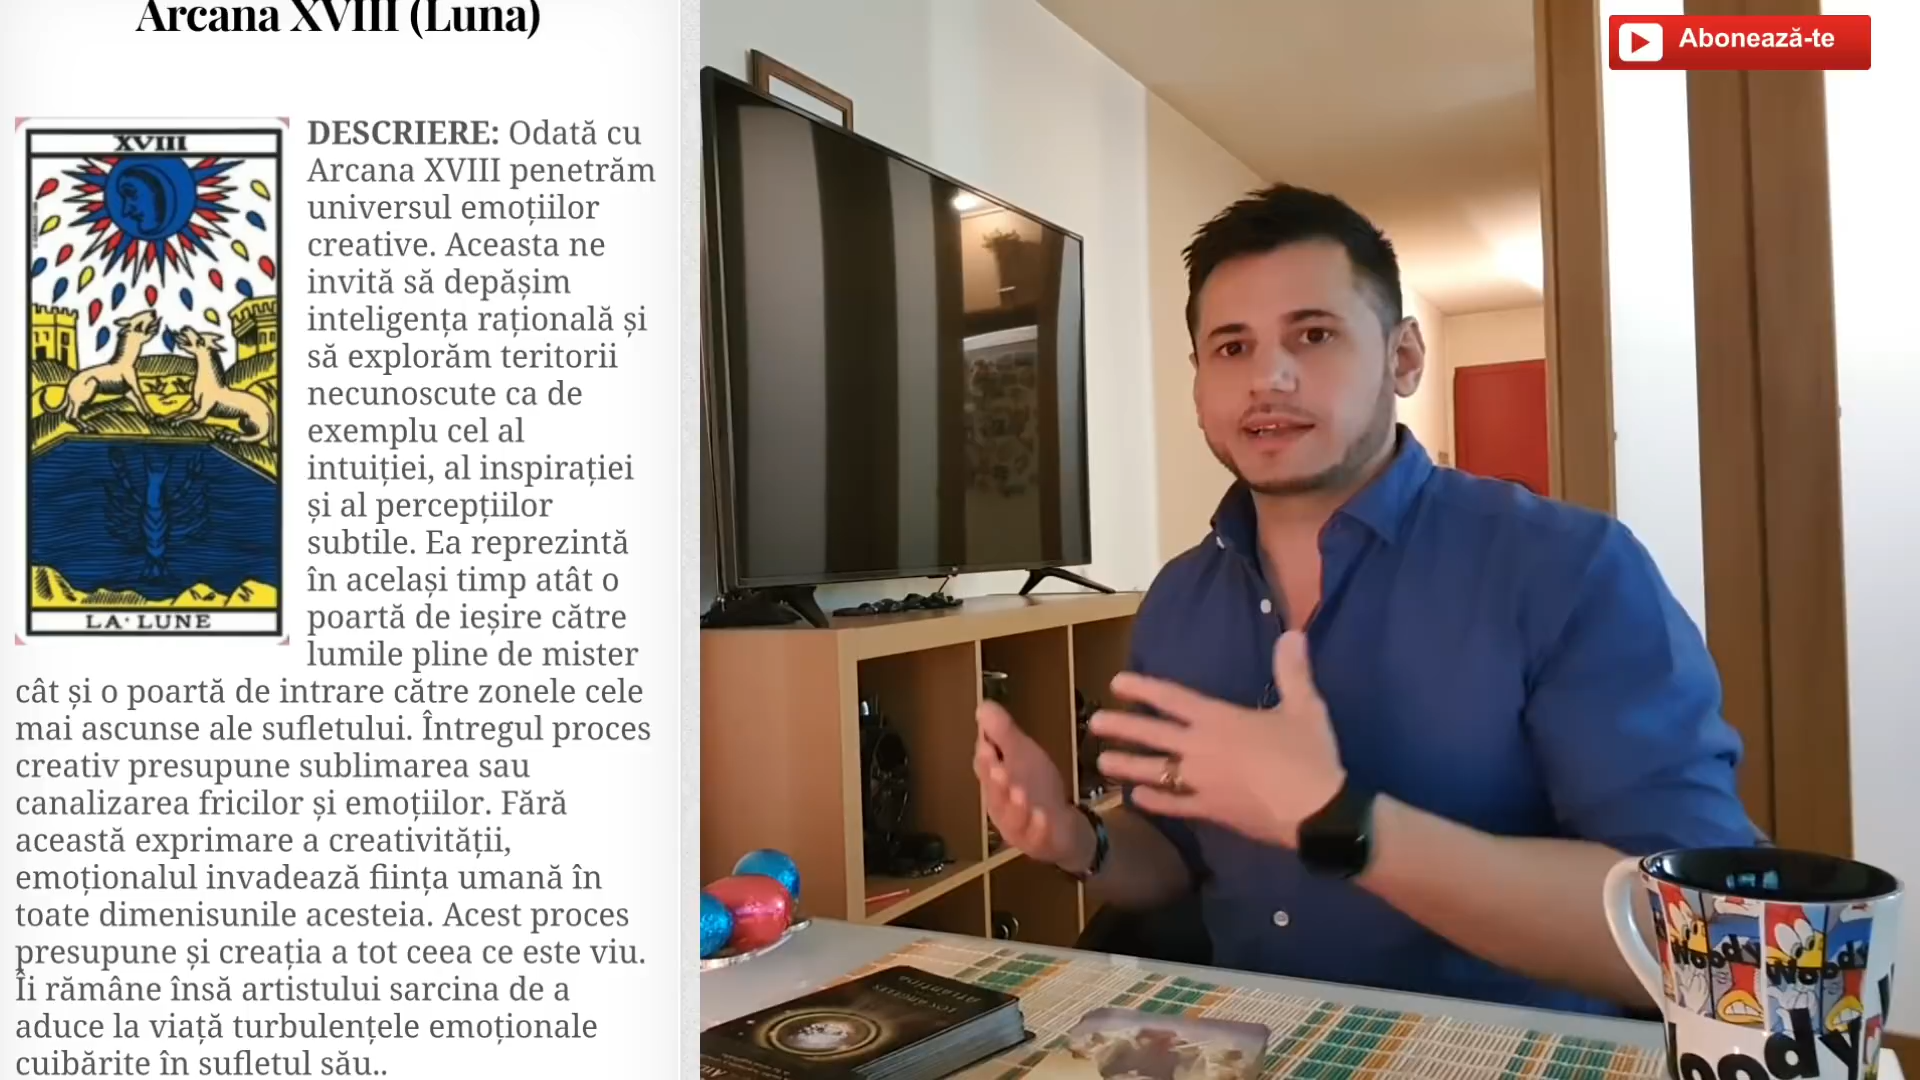 Arcana XVIII (Luna)
XVIII
LA·LUNE
DESCRIERE: Odată cu
Arcana XVIII penetrăm
universul emoțiilor
creative. Aceasta ne
invită să depășim
inteligența rațională și
să explorăm teritorii
necunoscute ca de
exemplu cel al
intuiției, al inspirației
și al percepțiilor
subtile. Ea reprezintă
în același timp atât o
poartă de ieșire către
lumile pline de mister
cât și o poartă de intrare către zonele cele
mai ascunse ale sufletului. Întregul proces
creativ presupune sublimarea sau
canalizarea fricilor și emoțiilor. Fără
această exprimare a creativității,
emoționalul invadează ființa umană în
toate dimenisunile acesteia. Acest proces
presupune și creația a tot ceea ce este viu.
Îi rămâne însă artistului sarcina de a
aduce la viață turbulențele emoționale
cuibărite în sufletul său..
Abonează-te
LOS ÁNGELES
ATLANTIDA
Woody
Woody
oody